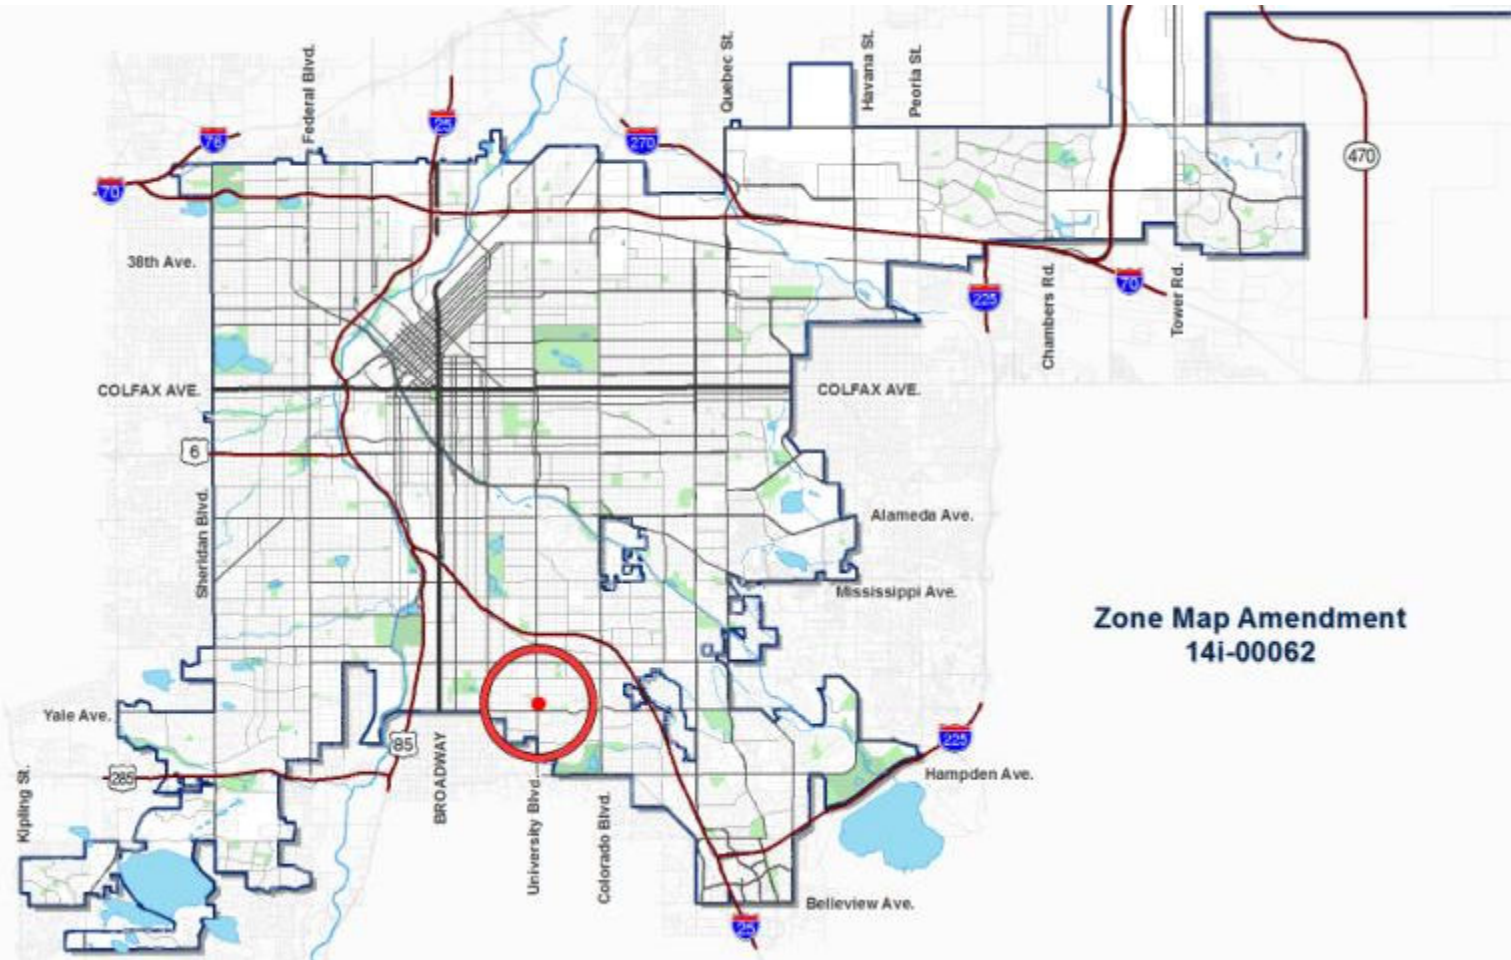 Federal Blvd.
Quebec St.
Havana St.
Peoria St.
76
25
270
470
70
38th Ave.
225
Chambers Rd.
70
Tower Rd.
COLFAX AVE.
COLFAX AVE.
6
Sheridan Blvd.
Alameda Ave.
Mississippi Ave.
Zone Map Amendment
14i-00062
Yale Ave.
85
BROADWAY
225
285
Hampden Ave.
Kipling St.
University Blvd.
Colorado Blvd.
Belleview Ave.
25